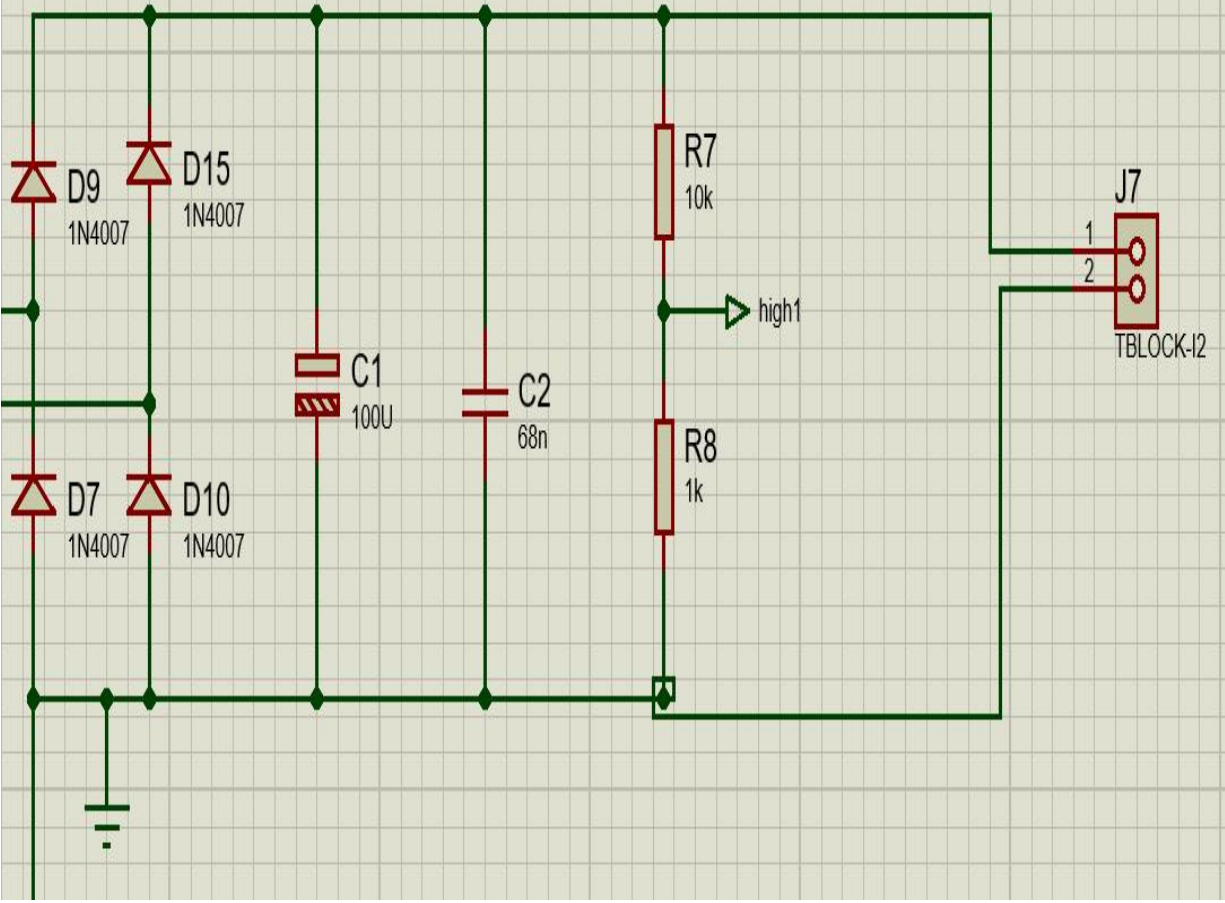 D9
1N4007
D15
1N4007
R7
10k
J7
1
2
TBLOCK-I2
high1
C1
100U
C2
68n
R8
1k
D7
1N4007
D10
1N4007